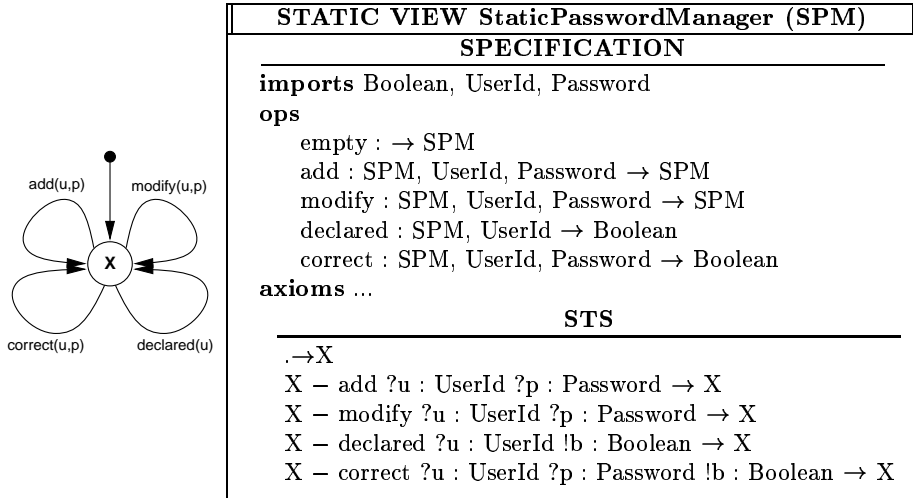 add(u,p)
modify(u,p)
X
correct(u,p)
declared(u)
STATIC VIEW StaticPasswordManager (SPM)
SPECIFICATION
imports Boolean, UserId, Password
ops
empty : → SPM
add : SPM, UserId, Password → SPM
modify : SPM, UserId, Password → SPM
declared : SPM, UserId → Boolean
correct : SPM, UserId, Password → Boolean
axioms ...
STS
.→X
X – add ?u : UserId ?p : Password → X
X – modify ?u : UserId ?p : Password → X
X – declared ?u : UserId !b : Boolean → X
X – correct ?u : UserId ?p : Password !b : Boolean → X